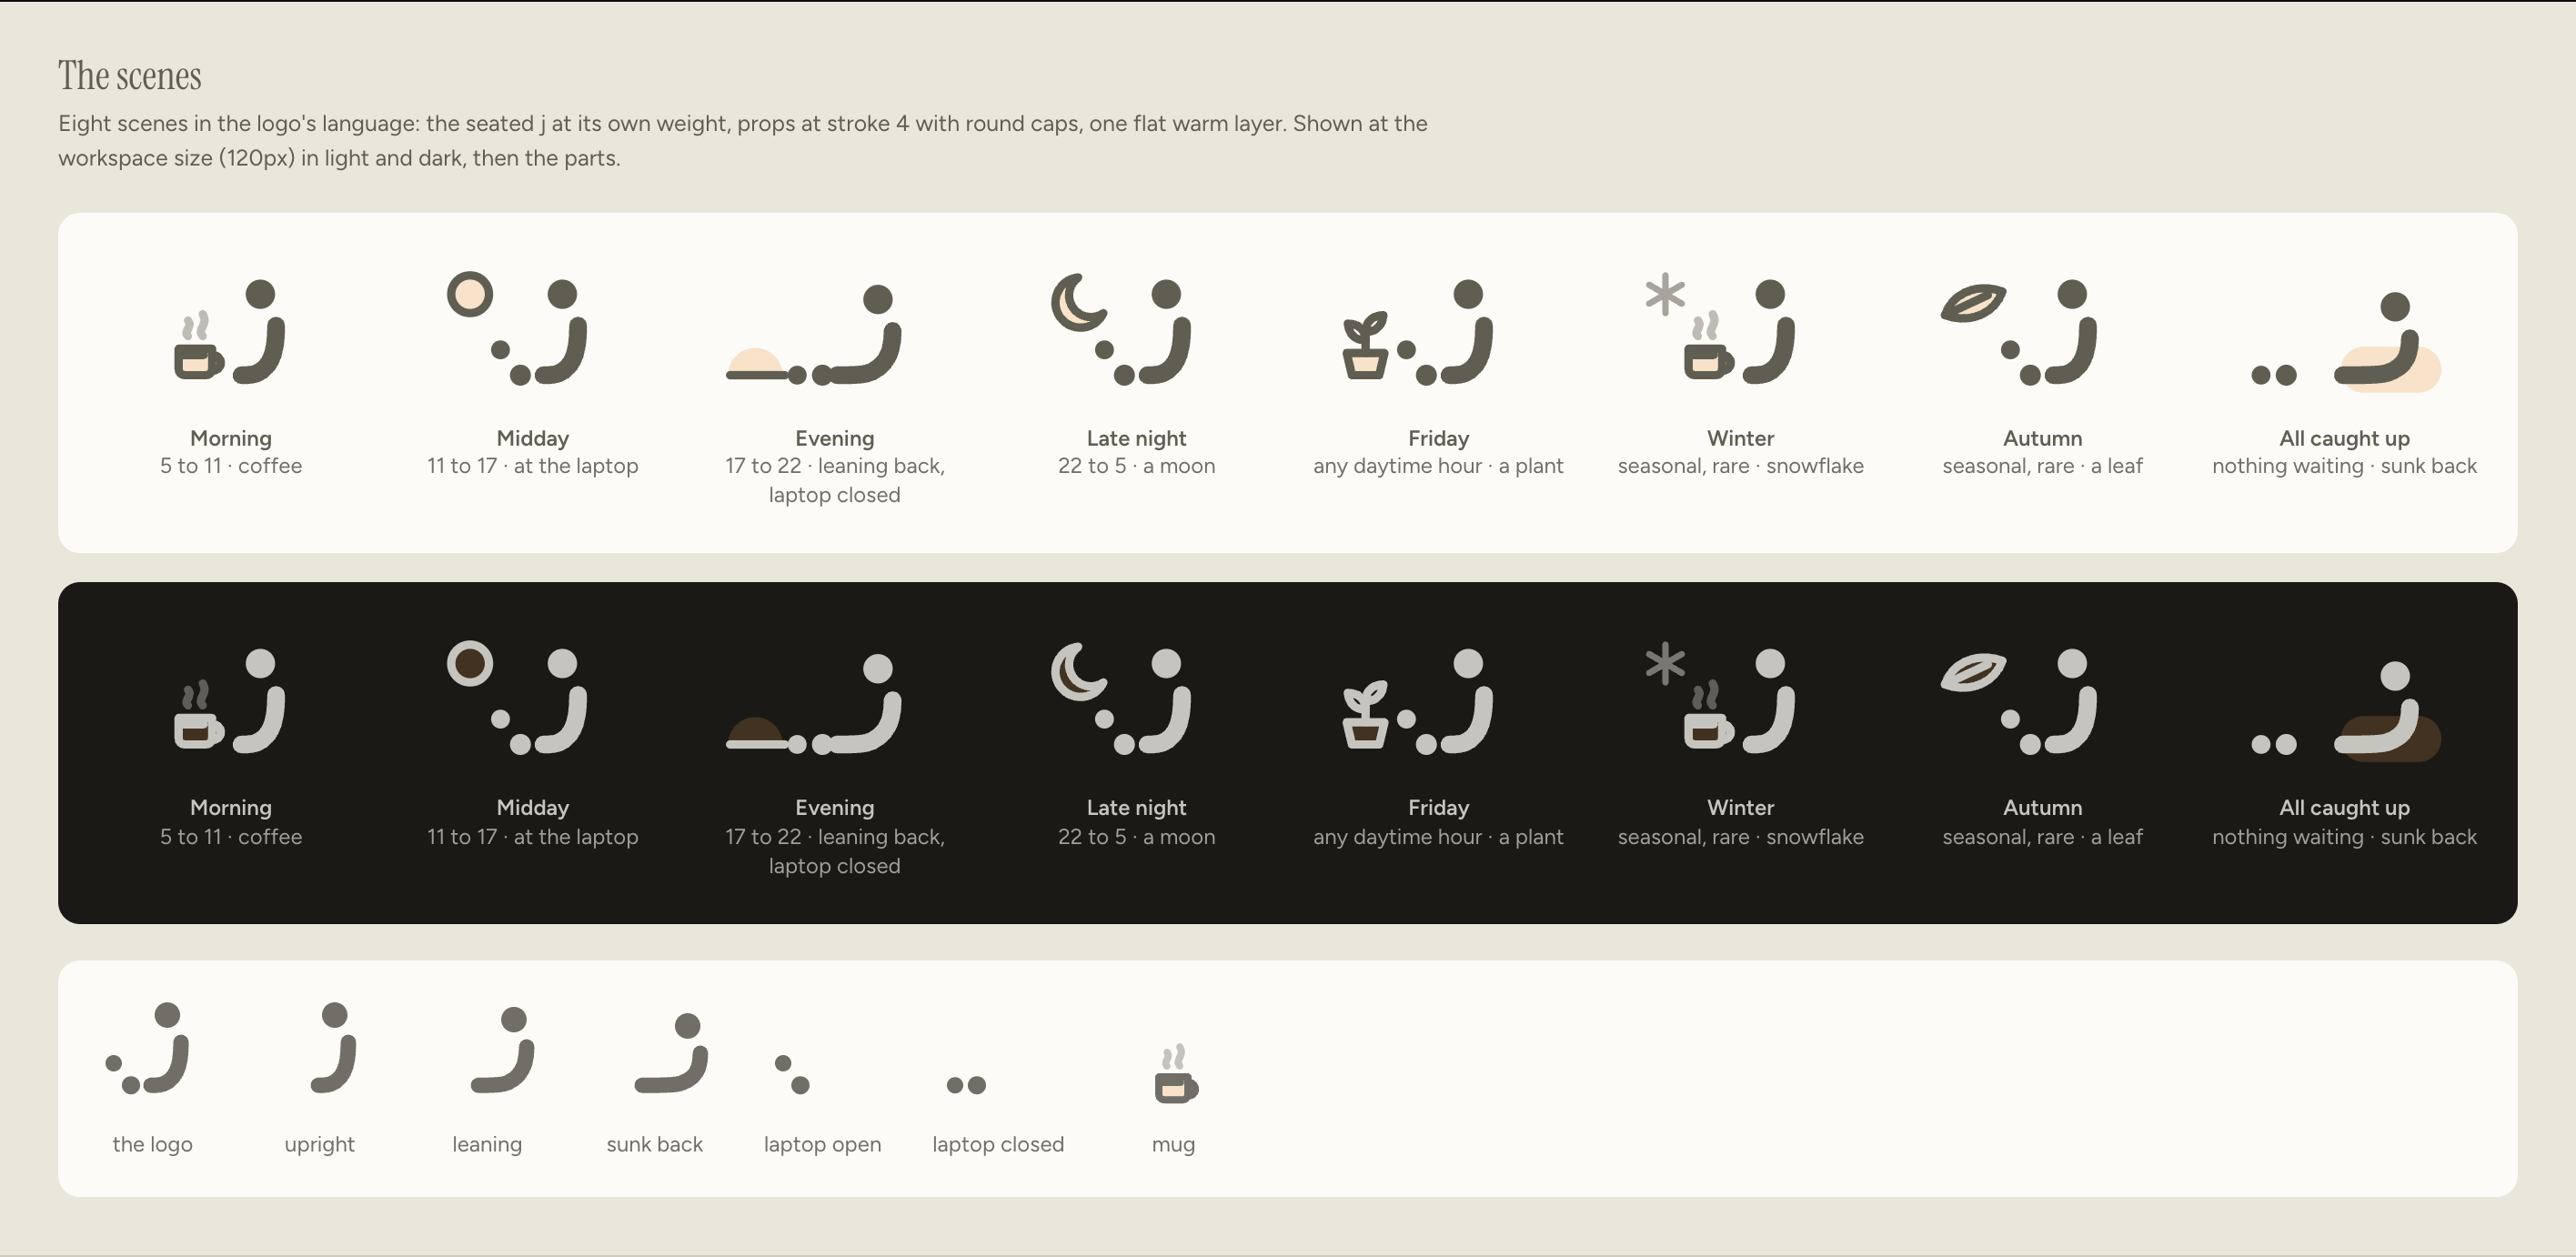 The scenes
Eight scenes in the logo's language: the seated j at its own weight, props at stroke 4 with round caps, one flat warm layer. Shown at the
workspace size (120px) in light and dark, then the parts.
Morning
5 to 11 · coffee
Midday
11 to 17 · at the laptop
Evening
17 to 22 · leaning back,
laptop closed
Late night
22 to 5 · a moon
Friday
any daytime hour · a plant
Winter
seasonal, rare · snowflake
Autumn
seasonal, rare · a leaf
All caught up
nothing waiting · sunk back
Morning
5 to 11 · coffee
Midday
11 to 17 · at the laptop
Evening
17 to 22 · leaning back,
laptop closed
Late night
22 to 5 · a moon
Friday
any daytime hour · a plant
Winter
seasonal, rare · snowflake
Autumn
seasonal, rare · a leaf
All caught up
nothing waiting · sunk back
the logo
upright
leaning
sunk back
laptop open
laptop closed
mug